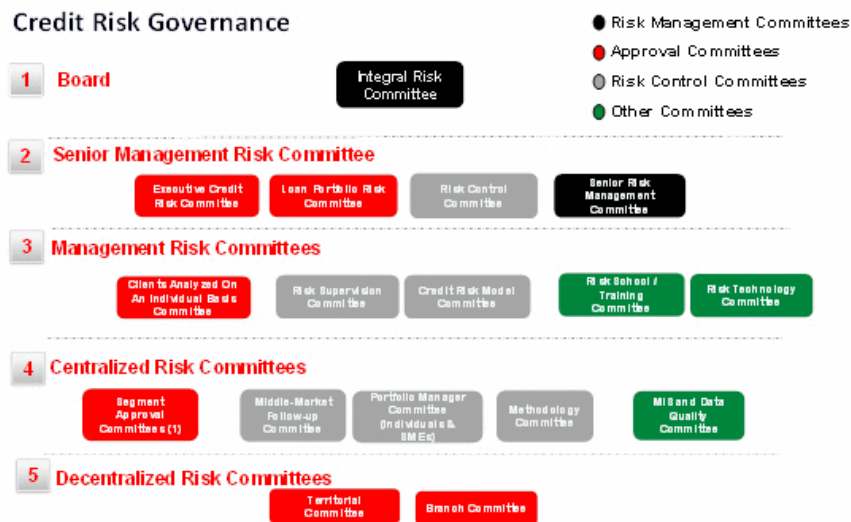 Credit Risk Governance
Risk Management Committees
Approval Committees
Risk Control Committees
Other Committees
1 Board
Integral Risk
Committee
2 Senior Management Risk Committee
Executive Credit
Risk Committee
Loan Portfolio Risk
Committee
Risk Control
Committee
Senior Risk
Management
Committee
3 Management Risk Committees
Clients Analyzed On
An Individual Basis
Committee
Risk Supervision
Committee
Credit Risk Model
Committee
Risk School /
Training
Committee
Risk Technology
Committee
4 Centralized Risk Committees
Segment
Approval
Committees (1)
Middle-Market
Follow-up
Committee
Portfolio Manager
Committee
(Individuals &
SMEs)
Methodology
Committee
MIS and Data
Quality
Committee
5 Decentralized Risk Committees
Territorial
Committee
Branch Committee